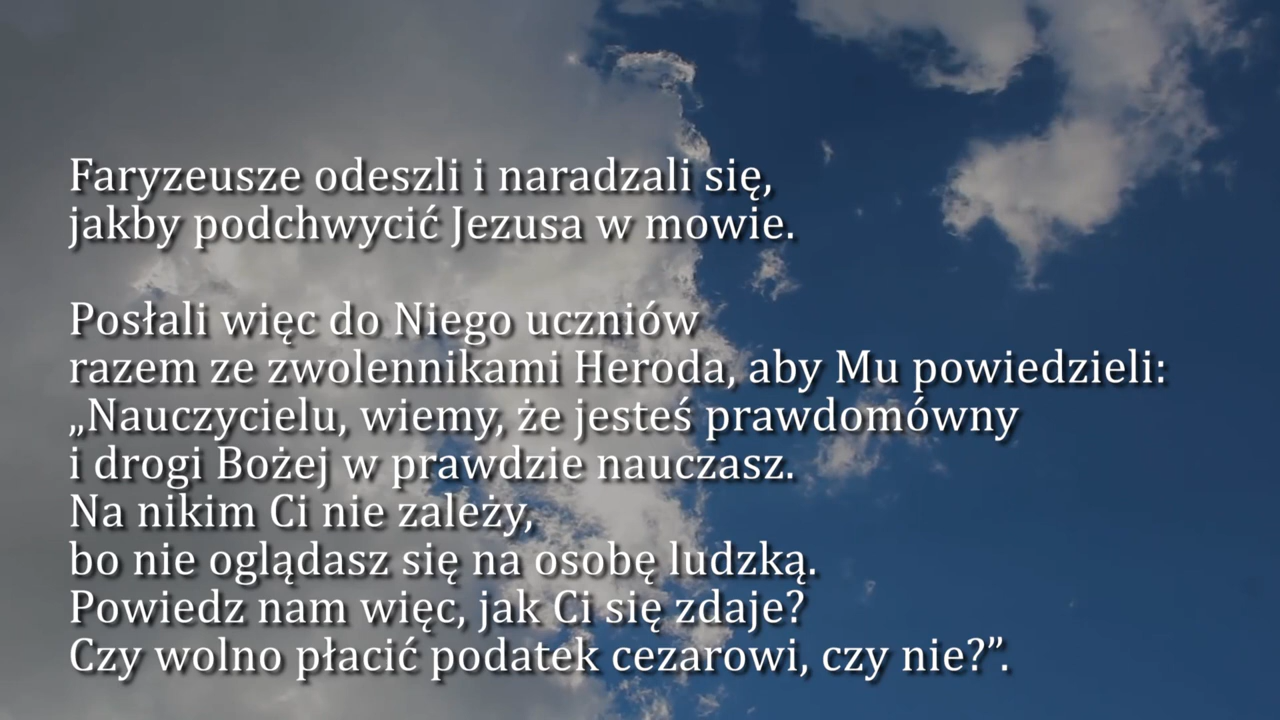 Faryzeusze odeszli i naradzali się,
jakby podchwycić Jezusa w mowie.
Posłali więc do Niego uczniów
razem ze zwolennikami Heroda, aby Mu powiedzieli:
„Nauczycielu, wiemy, że jesteś prawdomówny
i drogi Bożej w prawdzie nauczasz.
Na nikim Ci nie zależy,
bo nie oglądasz się na osobę ludzką.
Powiedz nam więc, jak Ci się zdaje?
Czy wolno płacić podatek cezarowi, czy nie?”.